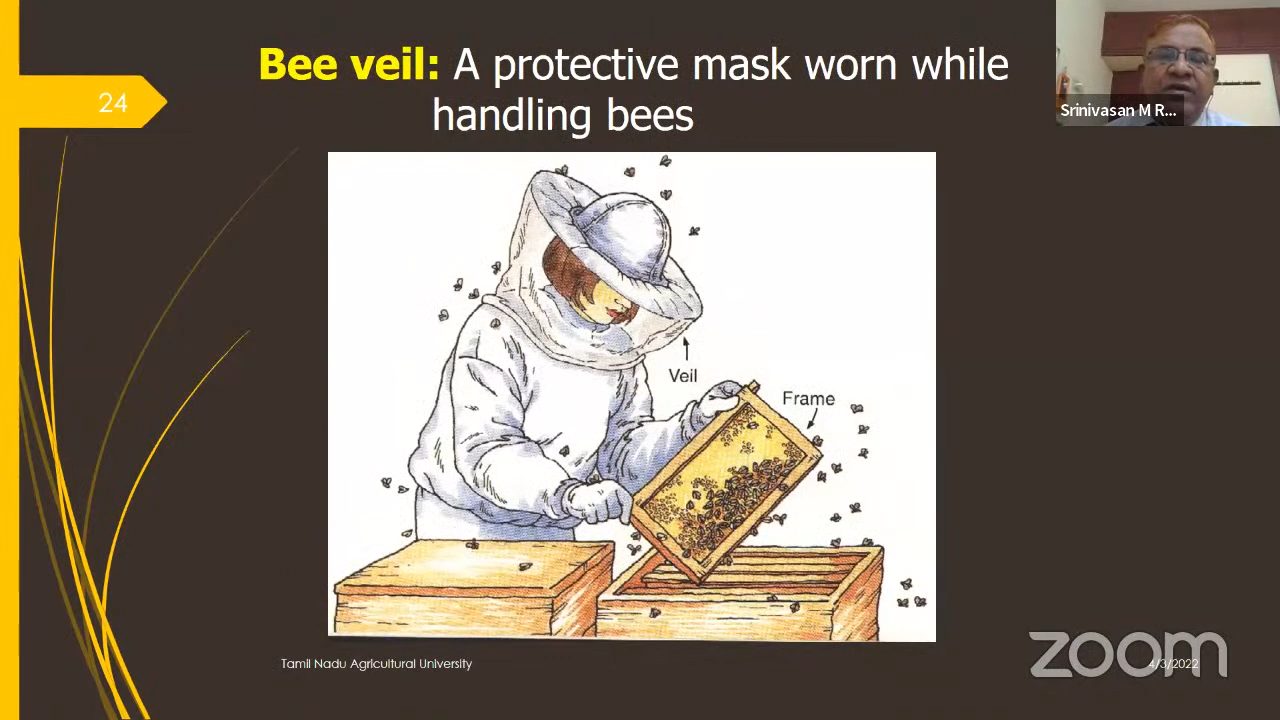 24
Bee veil: A protective mask worn while
handling bees
Srinivasan M R...
Veil
Frame
Tamil Nadu Agricultural University
4/3/2022
zoom